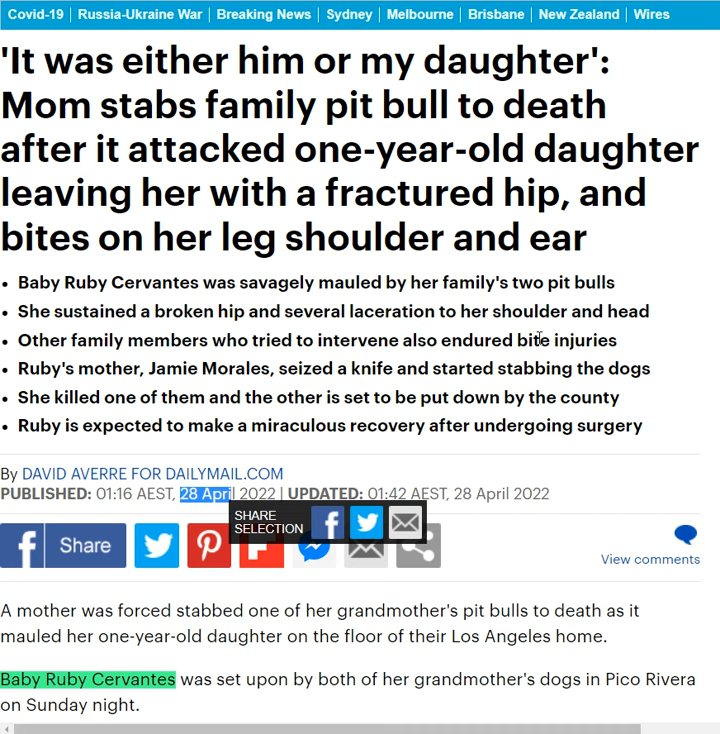 Covid-19 | Russia-Ukraine War | Breaking News | Sydney | Melbourne | Brisbane | New Zealand | Wires
'It was either him or my daughter':
Mom stabs family pit bull to death
after it attacked one-year-old daughter
leaving her with a fractured hip, and
bites on her leg shoulder and ear
• Baby Ruby Cervantes was savagely mauled by her family's two pit bulls
• She sustained a broken hip and several laceration to her shoulder and head
• Other family members who tried to intervene also endured bite injuries
• Ruby's mother, Jamie Morales, seized a knife and started stabbing the dogs
• She killed one of them and the other is set to be put down by the county
• Ruby is expected to make a miraculous recovery after undergoing surgery
By DAVID AVERRE FOR DAILYMAIL.COM
PUBLISHED: 01:16 AEST, 28 April 2022 | UPDATED: 01:42 AEST, 28 April 2022
SHARE
SELECTION
Share
View comments
A mother was forced stabbed one of her grandmother's pit bulls to death as it
mauled her one-year-old daughter on the floor of their Los Angeles home.
Baby Ruby Cervantes was set upon by both of her grandmother's dogs in Pico Rivera
on Sunday night.